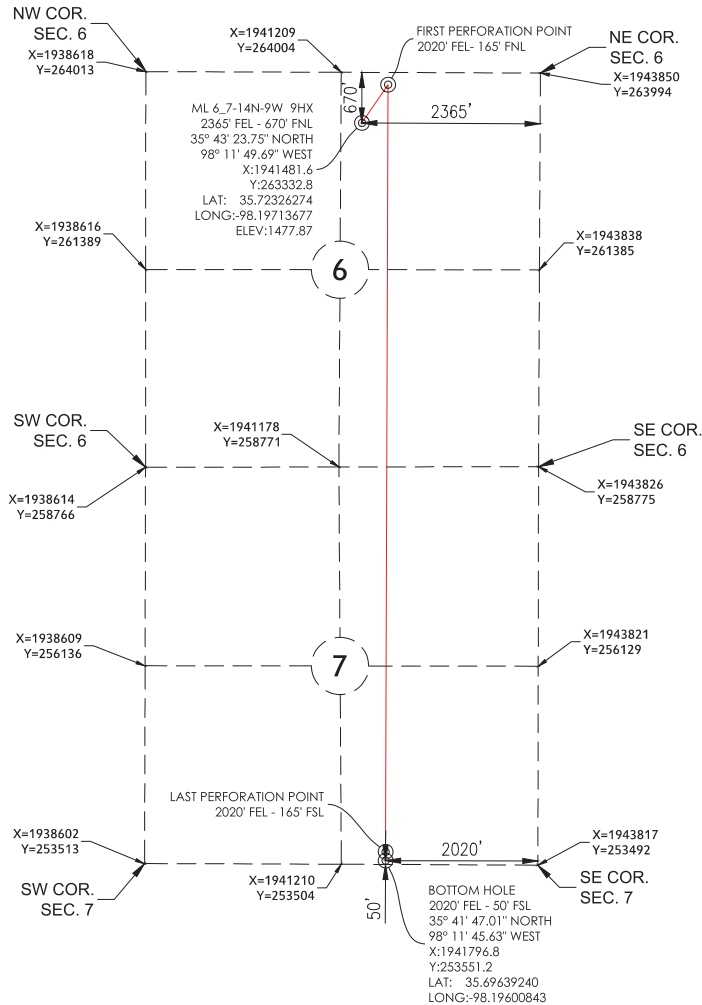 NW COR.
SEC. 6
X=1938618
Y=264013
X=1941209
Y=264004
FIRST PERFORATION POINT
2020' FEL- 165' FNL
NE COR.
SEC. 6
X=1943850
Y=263994
670'
2365'
ML 6_7-14N-9W 9HX
2365' FEL - 670' FNL
35° 43' 23.75" NORTH
98° 11' 49.69" WEST
X:1941481.6
Y:263332.8
LAT: 35.72326274
LONG:-98.19713677
ELEV:1477.87
X=1938616
Y=261389
X=1943838
Y=261385
6
SW COR.
SEC. 6
X=1941178
Y=258771
SE COR.
SEC. 6
X=1938614
Y=258766
X=1943826
Y=258775
X=1938609
Y=256136
X=1943821
Y=256129
7
LAST PERFORATION POINT
2020' FEL - 165' FSL
X=1938602
Y=253513
2020'
X=1943817
Y=253492
SW COR.
SEC. 7
X=1941210
Y=253504
50'
SE COR.
SEC. 7
BOTTOM HOLE
2020' FEL - 50' FSL
35° 41' 47.01" NORTH
98° 11' 45.63" WEST
X:1941796.8
Y:253551.2
LAT: 35.69639240
LONG:-98.19600843